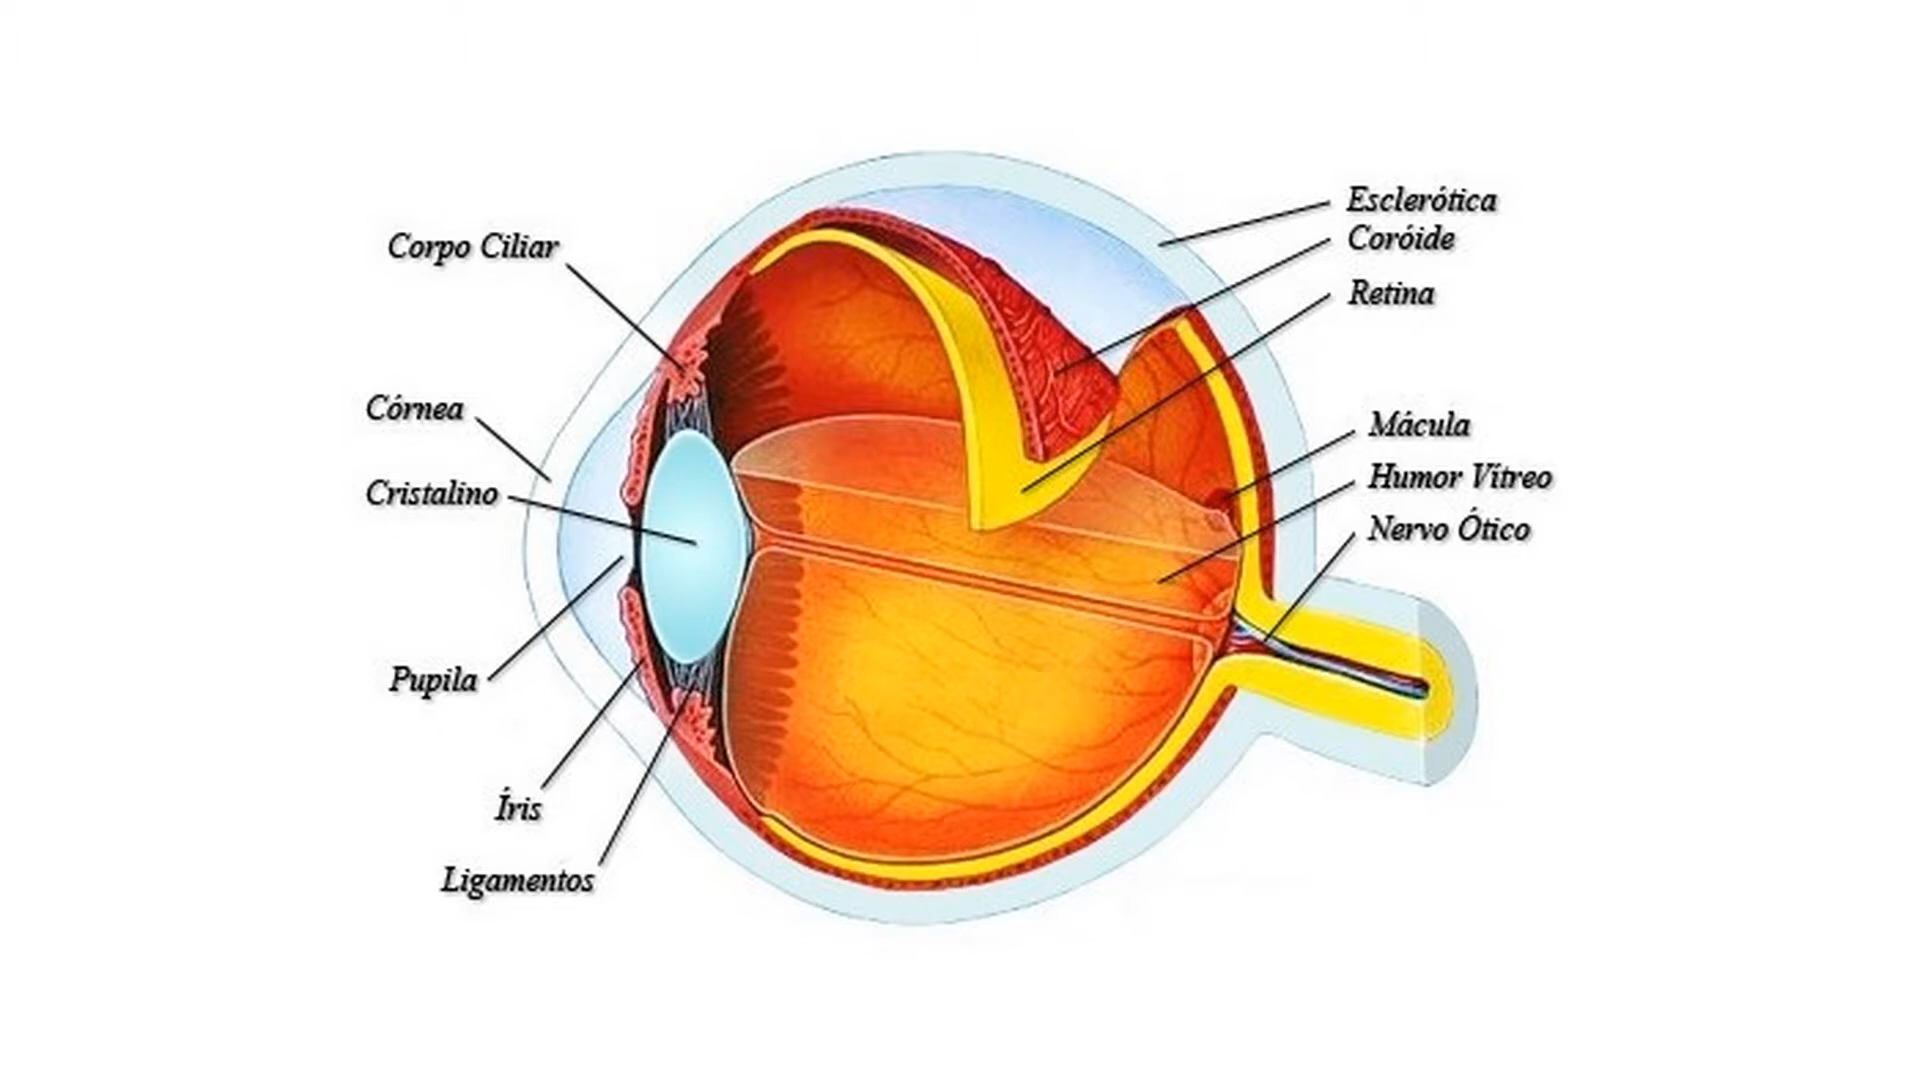 Corpo Ciliar
Córnea
Cristalino
Pupila
Íris
Ligamentos
Esclerótica
Coróide
Retina
Mácula
Humor Vítreo
Nervo Ótico